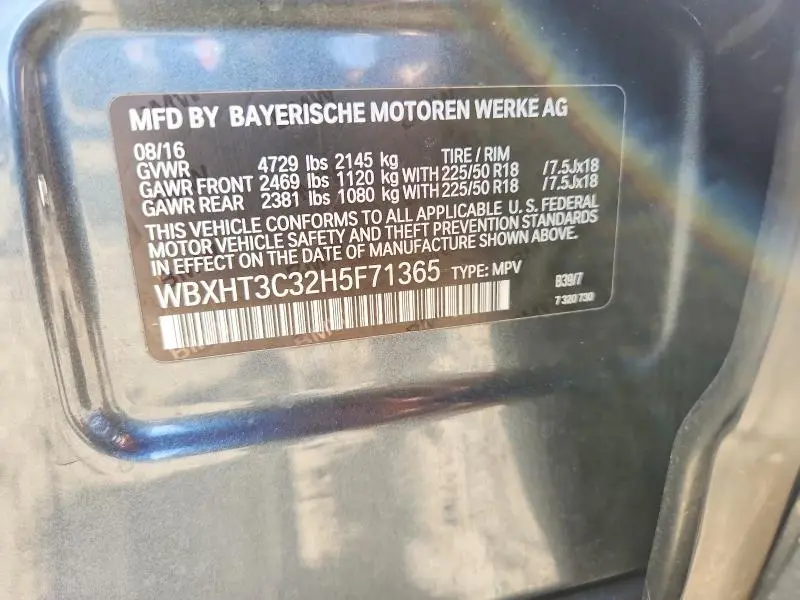 MFD BY BAYERISCHE MOTOREN WERKE AG
08/16 TIRE / RIM
GVWR 4729 lbs 2145 kg
GAWR FRONT 2469 lbs 1120 kg WITH 225/50 R18 /7.5Jx18
GAWR REAR 2381 lbs 1080 kg WITH 225/50 R18 /7.5Jx18
THIS VEHICLE CONFORMS TO ALL APPLICABLE U. S. FEDERAL
MOTOR VEHICLE SAFETY AND THEFT PREVENTION STANDARDS
IN EFFECT ON THE DATE OF MANUFACTURE SHOWN ABOVE.
WBXHT3C32H5F71365 TYPE: MPV B39/7
7 320 730